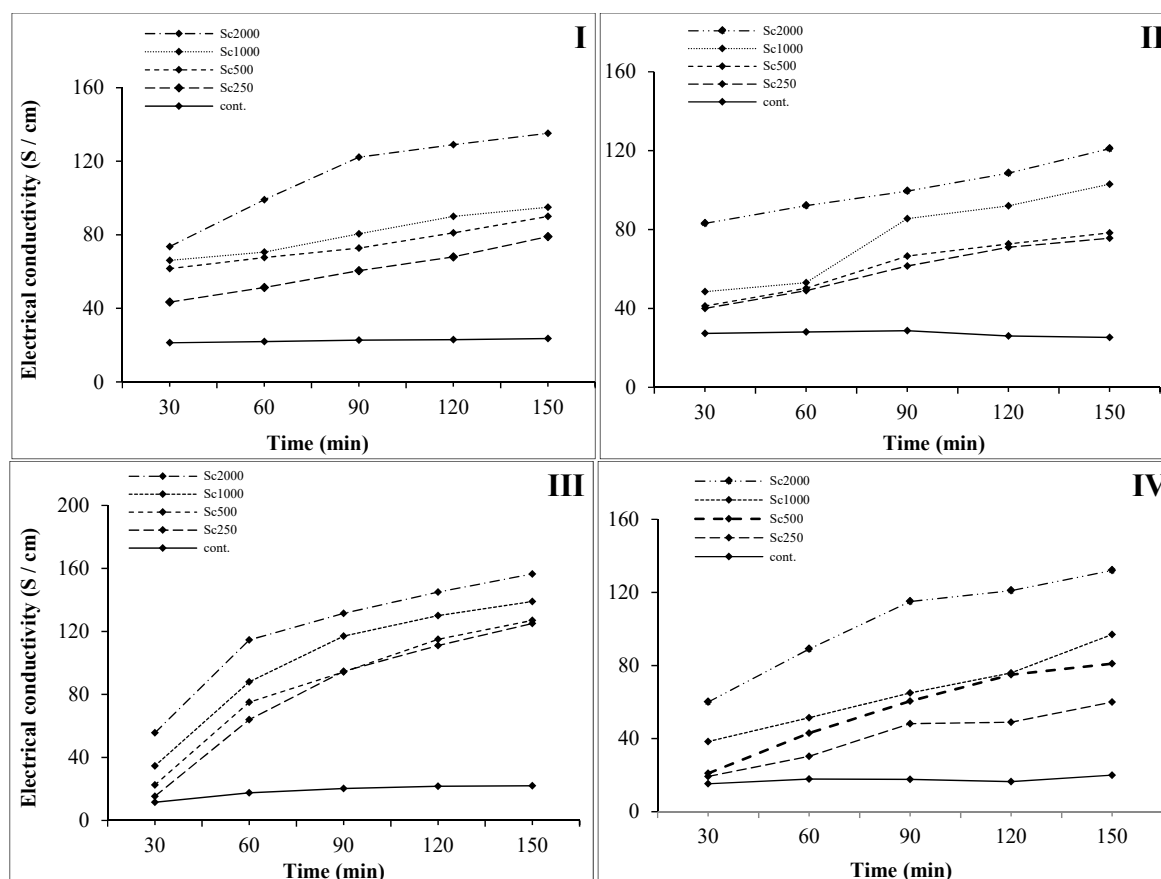 Sc2000
Sc1000
Sc500
Sc250
cont.
I
Electrical conductivity (S / cm)
160
120
80
40
0
30 60 90 120 150
Time (min)
Sc2000
Sc1000
Sc500
Sc250
cont.
II
160
120
80
40
0
30 60 90 120 150
Time (min)
Sc2000
Sc1000
Sc500
Sc250
cont.
III
Electrical conductivity (S / cm)
200
160
120
80
40
0
30 60 90 120 150
Time (min)
Sc2000
Sc1000
Sc500
Sc250
cont.
IV
160
120
80
40
0
30 60 90 120 150
Time (min)